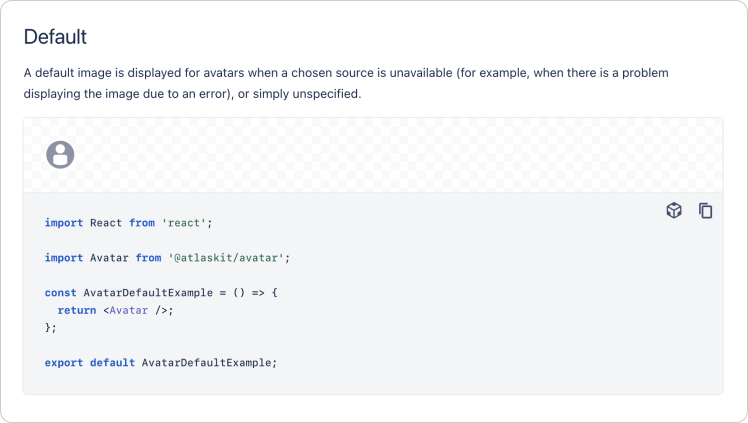 Default
A default image is displayed for avatars when a chosen source is unavailable (for example, when there is a problem
displaying the image due to an error), or simply unspecified.
import React from 'react';
import Avatar from '@atlaskit/avatar';
const AvatarDefaultExample = () => {
  return <Avatar />;
};
export default AvatarDefaultExample;